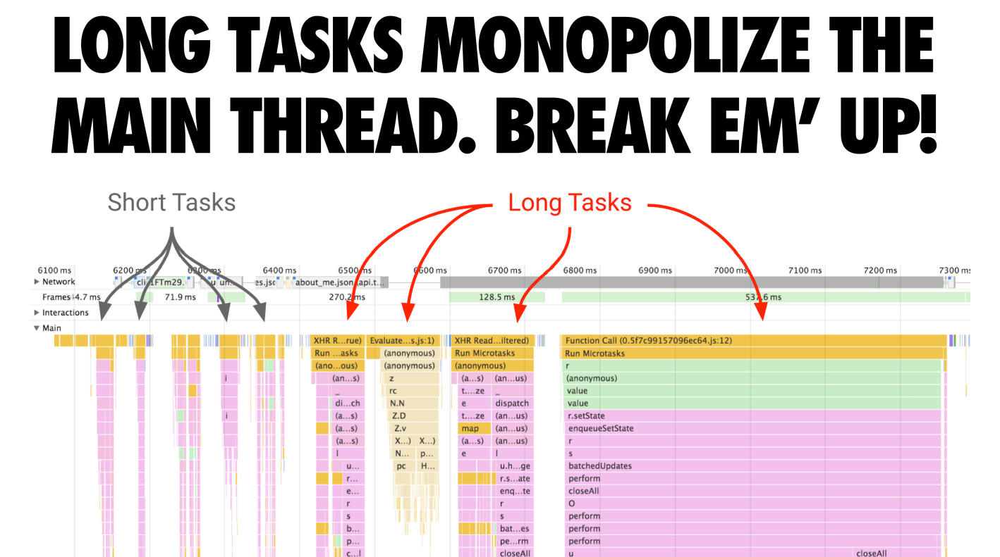 LONG TASKS MONOPOLIZE THE
MAIN THREAD. BREAK EM’ UP!
Short Tasks
Long Tasks
6100 ms 6200 ms 6300 ms 6400 ms 6500 ms 6600 ms 6700 ms 6800 ms 6900 ms 7000 ms 7100 ms 7200 ms 7300 ms
Network cli 1FTm29. u un... es.jsc about_me.json (api.t...
Frames 4.7 ms 71.9 ms 270.2 ms 128.5 ms 537.6 ms
Interactions
Main
XHR R...rue) Evaluate...s.js:1) XHR Read...iltered) Function Call (0.5f7c99157096ec64.js:12)
Run ...asks (anonymous) Run Microtasks Run Microtasks
(ano...ous) (anonymous) (anonymous) r
i (an...s) z (a...s) (an...us) (anonymous)
_ rc t....ze _ value
di...ch N.N e dispatch value
i (a...s) Z.D t....ze (an...us) r.setState
(a...s) Z.v map (an...us) enqueueSetState
(a...s) X...) X...) (a...s) (an...us) r
l N... p... e l s
u... pc H... u.h...ge batchedUpdates
r... r.s...ate perform
e... enq...te closeAll
r r O
s s perform
b... bat...es perform
p... pe...rm perform
c...l closeAll u closeAll